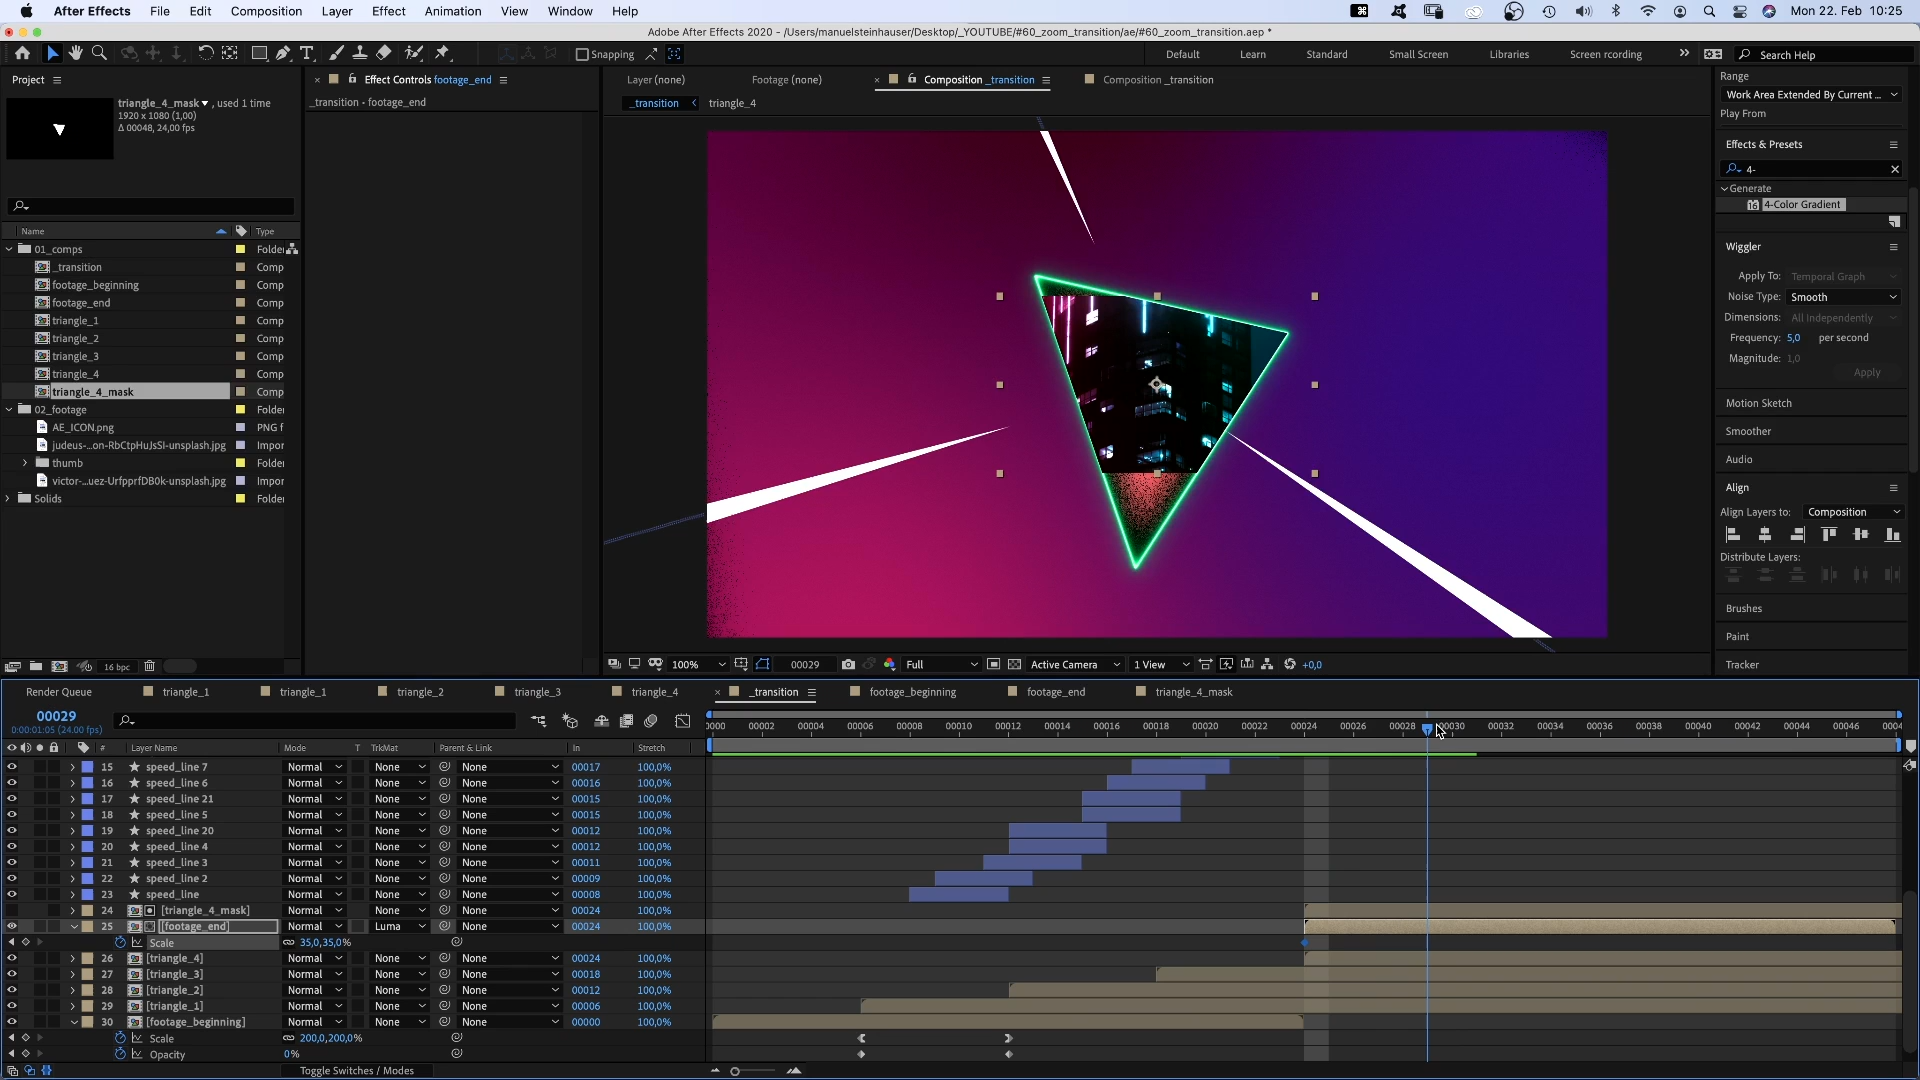 After Effects File Edit Composition Layer Effect Animation View Window Help
Mon 22. Feb 10:25
Adobe After Effects 2020 - /Users/manuelsteinhauser/Desktop/_YOUTUBE/#60_zoom_transition/ae/#60_zoom_transition.aep *
Snapping
Default Learn Standard Small Screen Libraries Screen recording
Search Help
Project
triangle_4_mask , used 1 time
1920 x 1080 (1,00)
Δ 00048, 24,00 fps
Name Type
01_comps Folder
_transition Comp
footage_beginning Comp
footage_end Comp
triangle_1 Comp
triangle_2 Comp
triangle_3 Comp
triangle_4 Comp
triangle_4_mask Comp
02_footage Folder
AE_ICON.png PNG f
judeus-...on-RbCtpHuJsSI-unsplash.jpg Impor
thumb Folder
victor-...uez-UrfpprfDB0k-unsplash.jpg Impor
Solids Folder
16 bpc
Effect Controls footage_end
_transition • footage_end
Layer (none) Footage (none) Composition _transition Composition _transition
_transition triangle_4
100% 00029 Full Active Camera 1 View +0,0
Range
Work Area Extended By Current ...
Play From
Effects & Presets
4-
Generate
16 4-Color Gradient
Wiggler
Apply To: Temporal Graph
Noise Type: Smooth
Dimensions: All Independently
Frequency: 5,0 per second
Magnitude: 1,0
Apply
Motion Sketch
Smoother
Audio
Align
Align Layers to: Composition
Distribute Layers:
Brushes
Paint
Tracker
Render Queue triangle_1 triangle_1 triangle_2 triangle_3 triangle_4 _transition footage_beginning footage_end triangle_4_mask
00029
0:00:01:05 (24.00 fps)
0000 00002 00004 00006 00008 00010 00012 00014 00016 00018 00020 00022 00024 00026 00028 00030 00032 00034 00036 00038 00040 00042 00044 00046 0004
# Layer Name Mode T TrkMat Parent & Link In Stretch
15 speed_line 7 Normal None None 00017 100,0%
16 speed_line 6 Normal None None 00016 100,0%
17 speed_line 21 Normal None None 00015 100,0%
18 speed_line 5 Normal None None 00015 100,0%
19 speed_line 20 Normal None None 00012 100,0%
20 speed_line 4 Normal None None 00012 100,0%
21 speed_line 3 Normal None None 00011 100,0%
22 speed_line 2 Normal None None 00009 100,0%
23 speed_line Normal None None 00008 100,0%
24 [triangle_4_mask] Normal None None 00024 100,0%
25 [footage_end] Normal Luma None 00024 100,0%
Scale 35,0,35,0%
26 [triangle_4] Normal None None 00024 100,0%
27 [triangle_3] Normal None None 00018 100,0%
28 [triangle_2] Normal None None 00012 100,0%
29 [triangle_1] Normal None None 00006 100,0%
30 [footage_beginning] Normal None None 00000 100,0%
Scale 200,0,200,0%
Opacity 0%
Toggle Switches / Modes